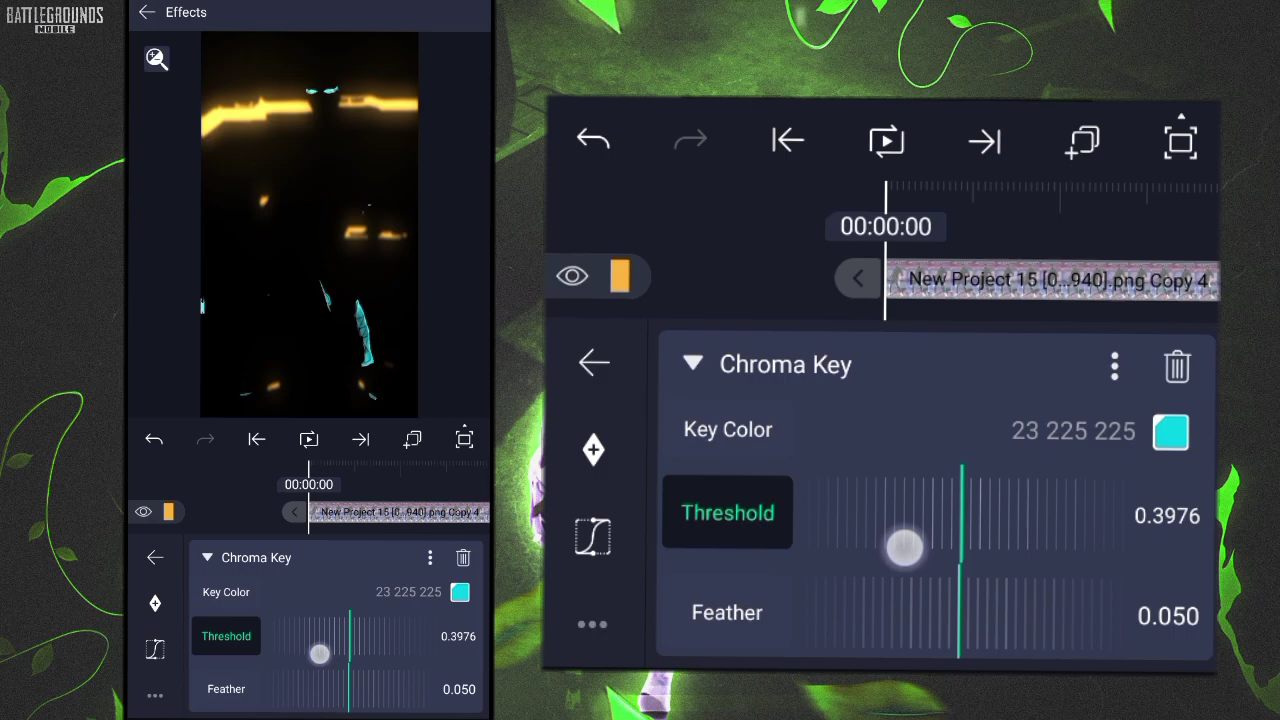 BATTLEGROUNDS
MOBILE
Effects
00:00:00
New Project 15 [0...940].png Copy 4
Chroma Key
Key Color
23 225 225
Threshold
0.3976
Feather
0.050
00:00:00
New Project 15 [0...940].png Copy 4
Chroma Key
Key Color
23 225 225
Threshold
0.3976
Feather
0.050